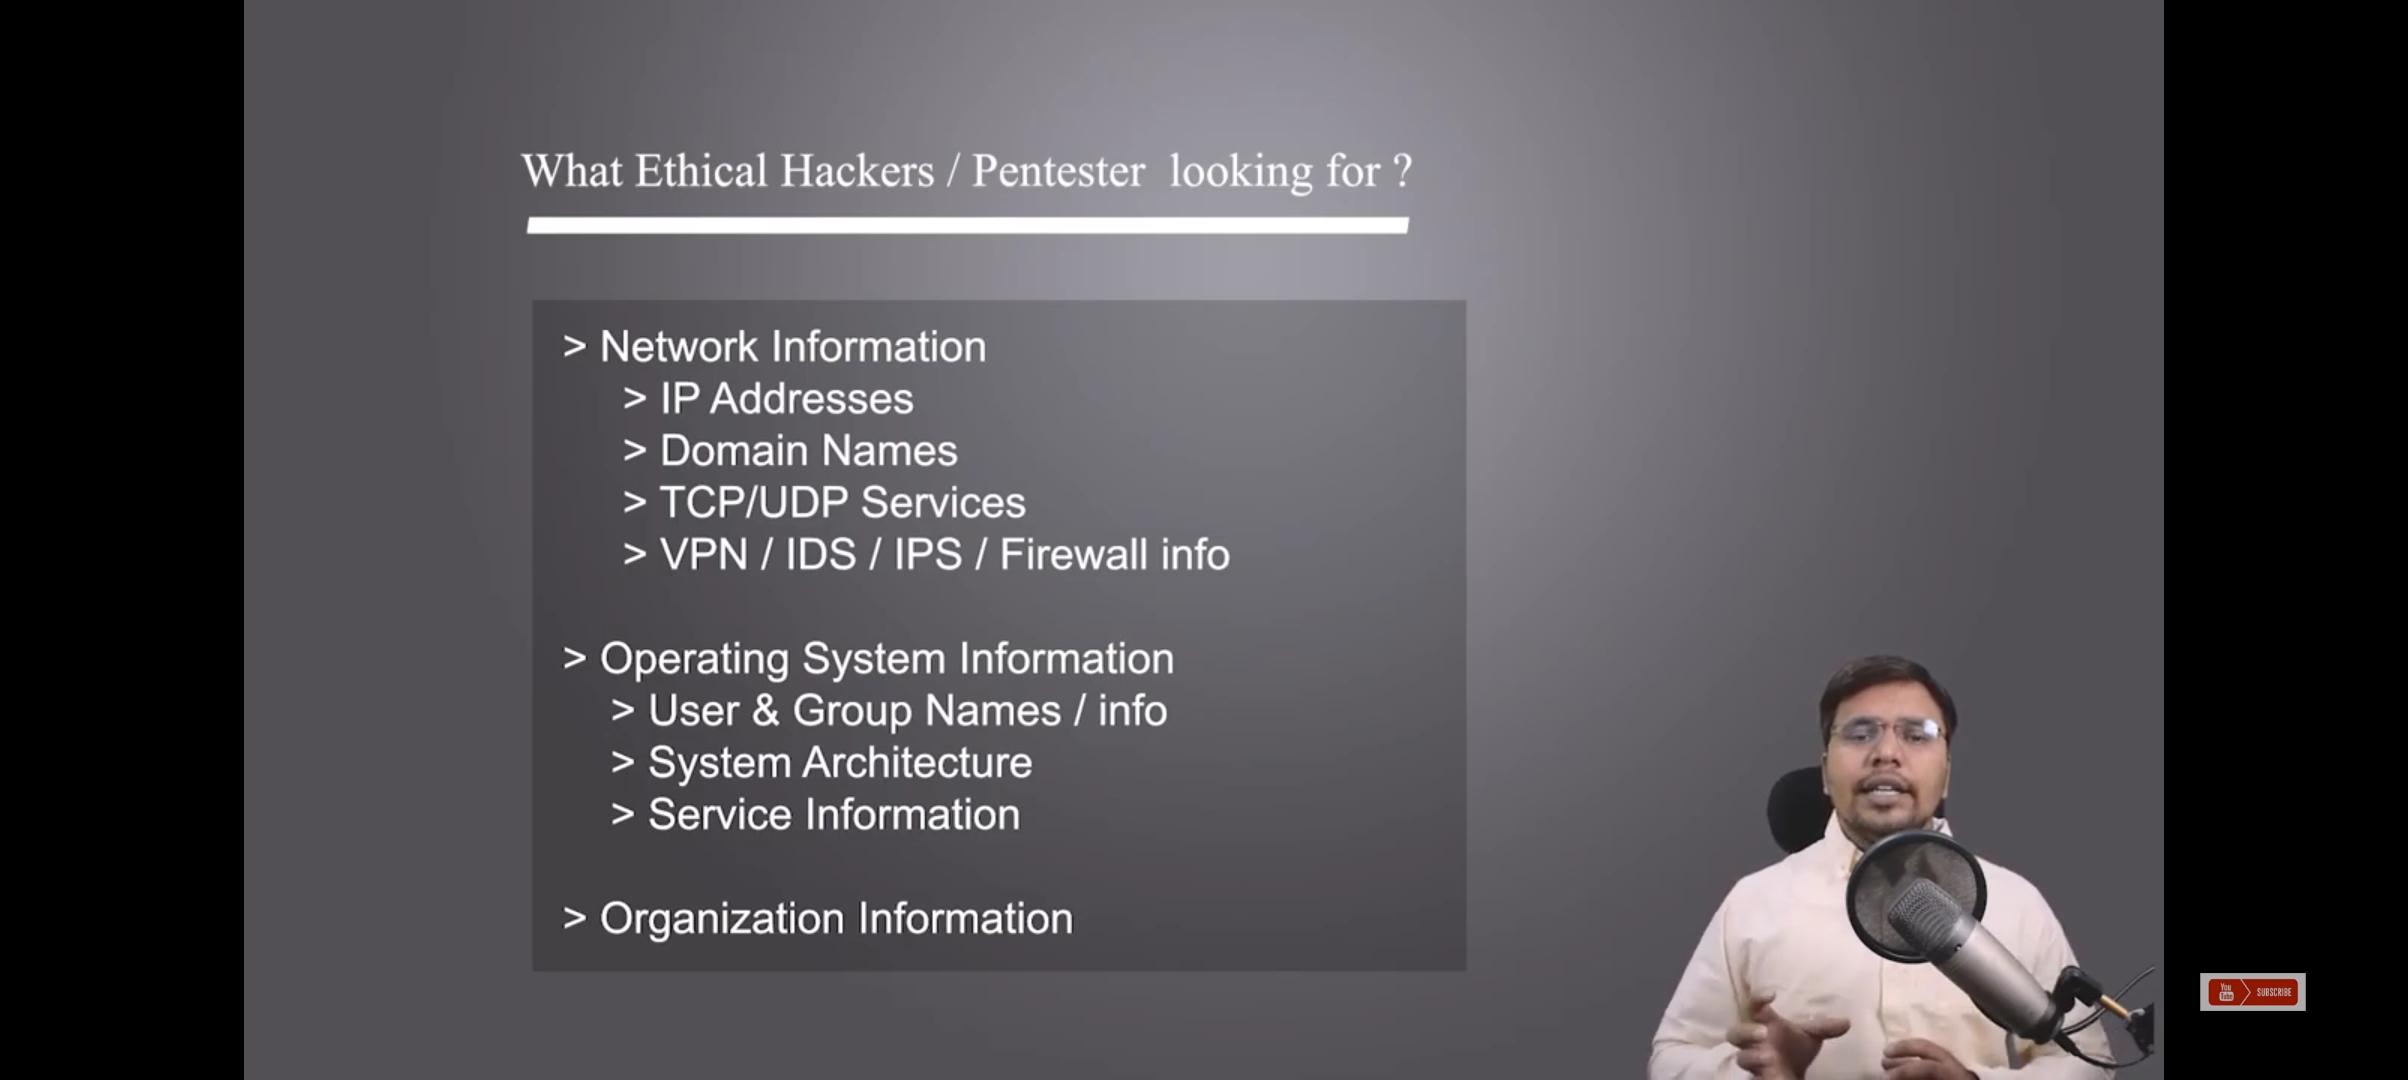 What Ethical Hackers / Pentester looking for ?
> Network Information
> IP Addresses
> Domain Names
> TCP/UDP Services
> VPN / IDS / IPS / Firewall info
> Operating System Information
> User & Group Names / info
> System Architecture
> Service Information
> Organization Information
You
Tube
SUBSCRIBE